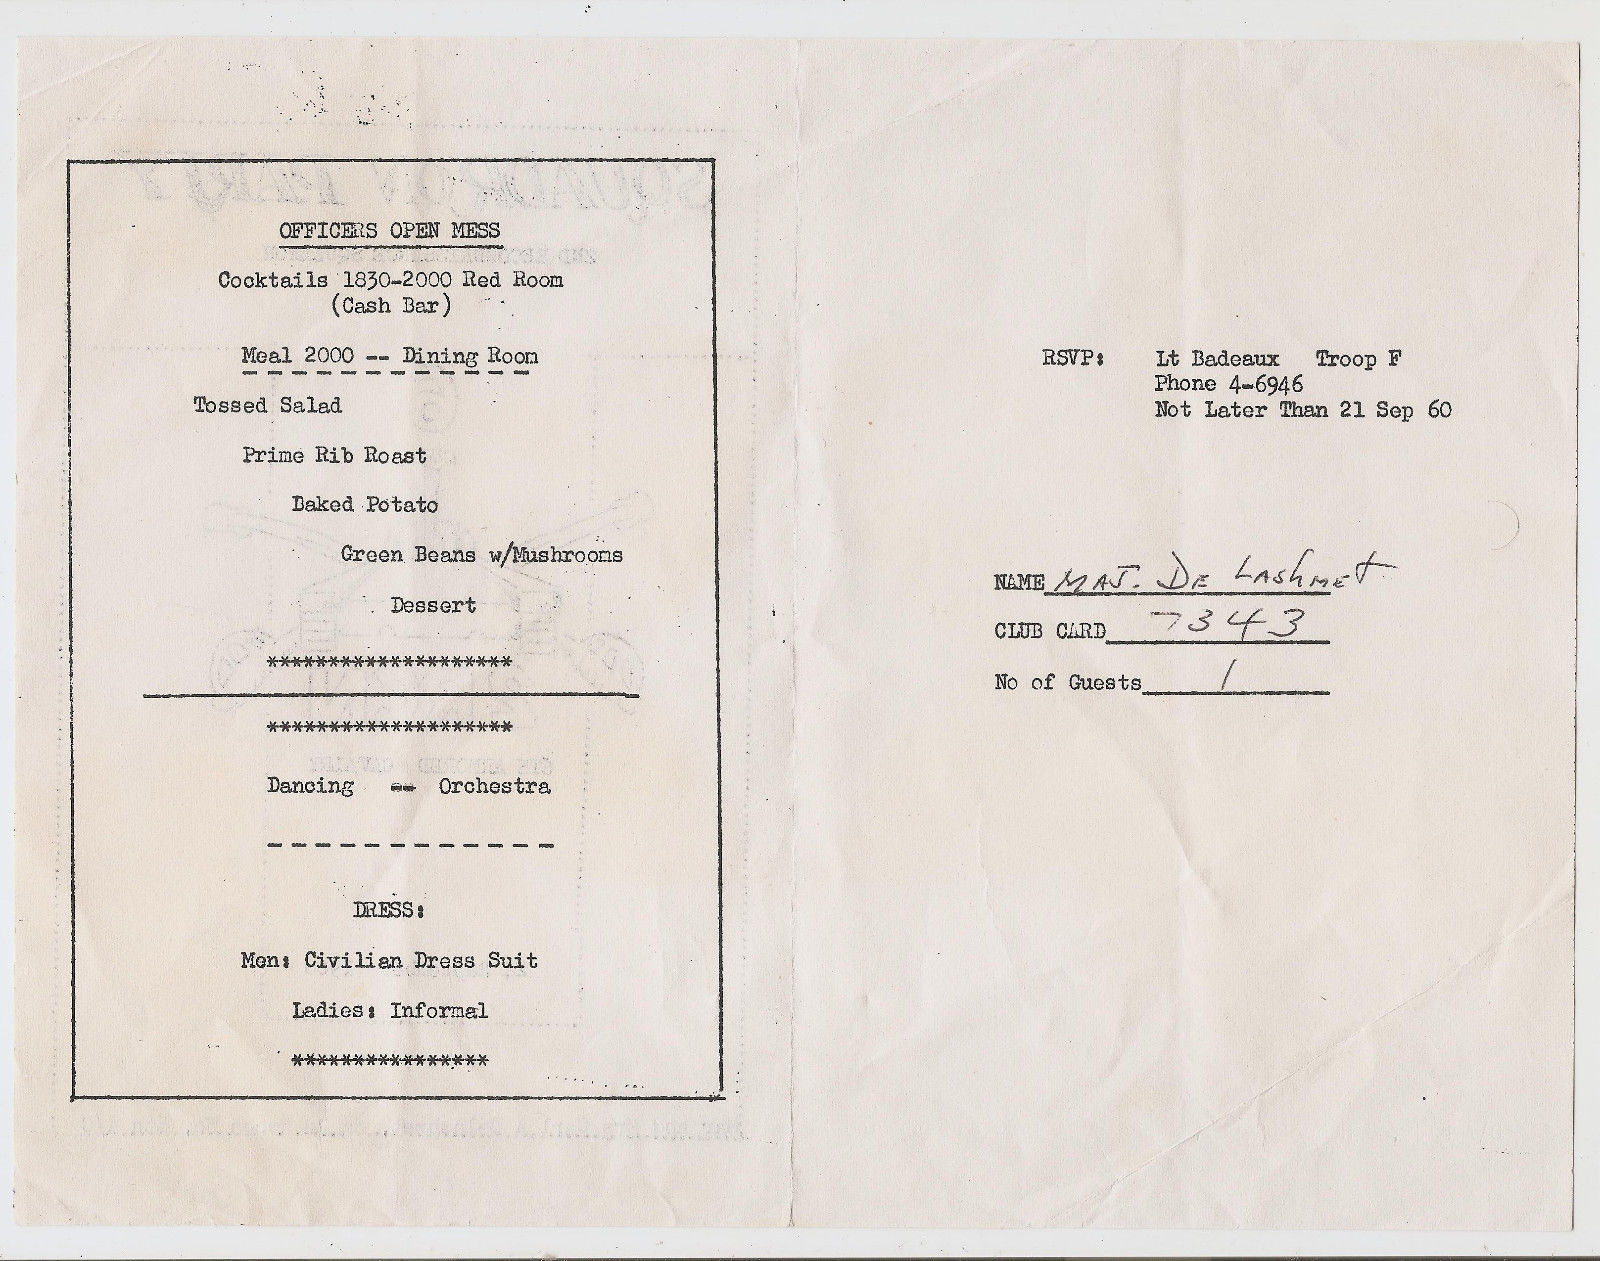 OFFICERS OPEN MESS
Cocktails 1830-2000 Red Room
(Cash Bar)
Meal 2000 -- Dining Room
Tossed Salad
Prime Rib Roast
Baked Potato
Green Beans w/Mushrooms
Dessert
********************
********************
Dancing -- Orchestra
DRESS:
Men: Civilian Dress Suit
Ladies: Informal
****************
RSVP: Lt Badeaux Troop F
Phone 4-6946
Not Later Than 21 Sep 60
NAME MAJ. DE LAShMET
CLUB CARD 7343
No of Guests 1